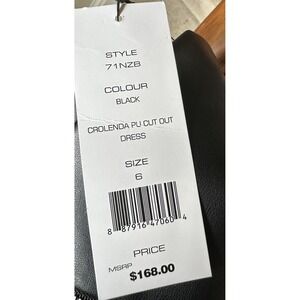 STYLE
71NZB
COLOUR
BLACK
CROLENDA PU CUT OUT
DRESS
SIZE
6
8 87916 47060 4
PRICE
MSRP $168.00